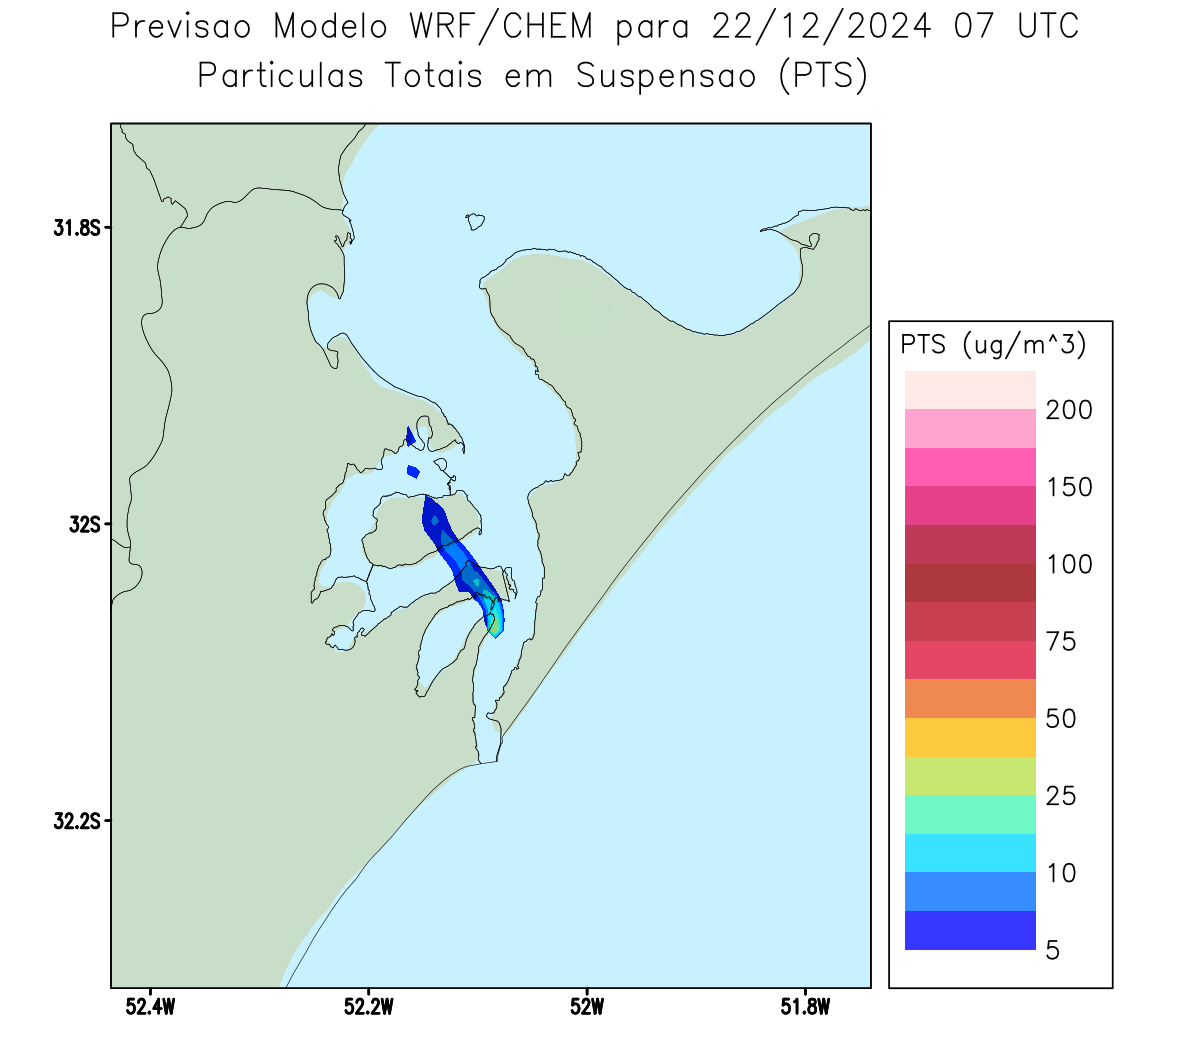 Previsao Modelo WRF/CHEM para 22/12/2024 07 UTC
Particulas Totais em Suspensao (PTS)
31.8S
32S
32.2S
52.4W
52.2W
52W
51.8W
PTS (ug/m^3)
200
150
100
75
50
25
10
5